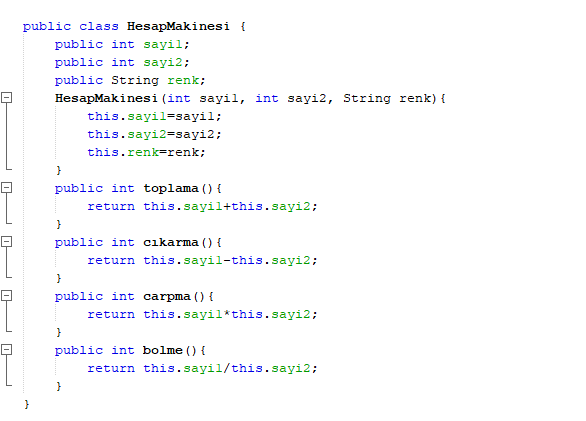 public class HesapMakinesi {
    public int sayi1;
    public int sayi2;
    public String renk;
    HesapMakinesi(int sayi1, int sayi2, String renk){
        this.sayi1=sayi1;
        this.sayi2=sayi2;
        this.renk=renk;
    }
    public int toplama(){
        return this.sayi1+this.sayi2;
    }
    public int cıkarma(){
        return this.sayi1-this.sayi2;
    }
    public int carpma(){
        return this.sayi1*this.sayi2;
    }
    public int bolme(){
        return this.sayi1/this.sayi2;
    }
}